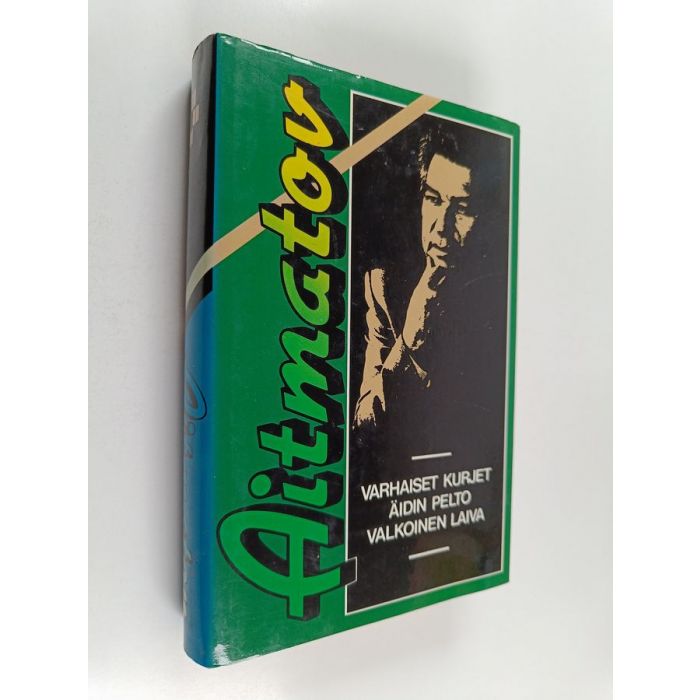 Aitmatov
VARHAISET KURJET
ÄIDIN PELTO
VALKOINEN LAIVA